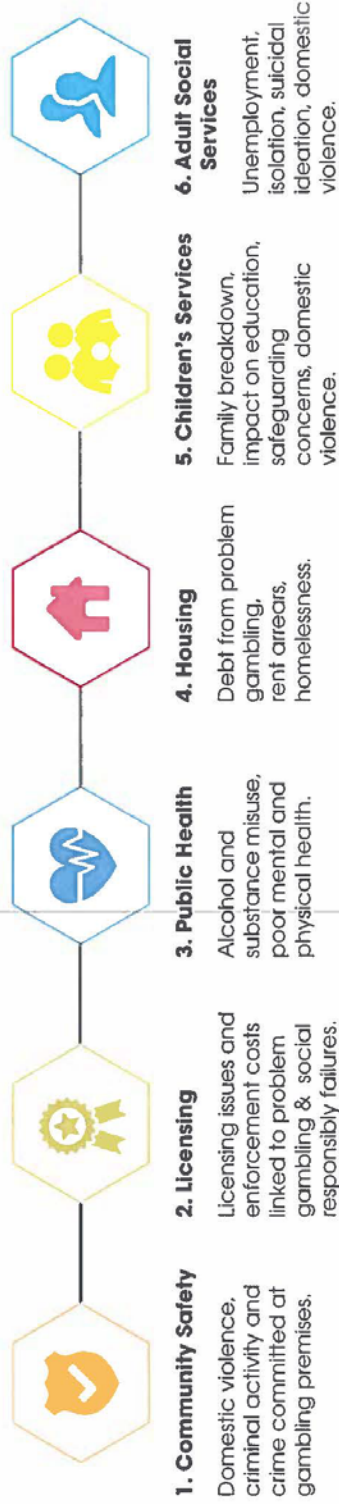 1. Community Safety
Domestic violence,
criminal activity and
crime committed at
gambling premises.
2. Licensing
Licensing issues and
enforcement costs
linked to problem
gambling & social
responsibly failures.
3. Public Health
Alcohol and
substance misuse,
poor mental and
physical health.
4. Housing
Debt from problem
gambling,
rent arrears,
homelessness.
5. Children's Services
Family breakdown,
impact on education,
safeguarding
concerns, domestic
violence.
6. Adult Social
Services
Unemployment,
isolation, suicidal
ideation, domestic
violence.